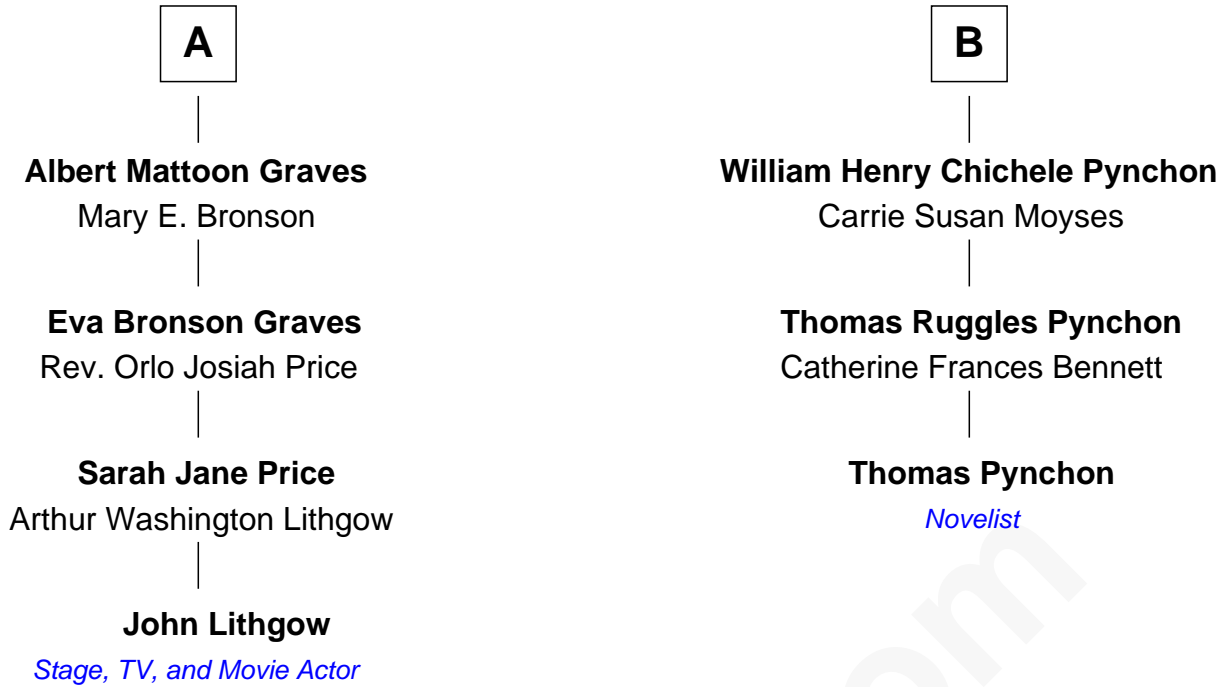 A
Albert Mattoon Graves
Mary E. Bronson
Eva Bronson Graves
Rev. Orlo Josiah Price
Sarah Jane Price
Arthur Washington Lithgow
John Lithgow
Stage, TV, and Movie Actor
B
William Henry Chichele Pynchon
Carrie Susan Moyses
Thomas Ruggles Pynchon
Catherine Frances Bennett
Thomas Pynchon
Novelist
om